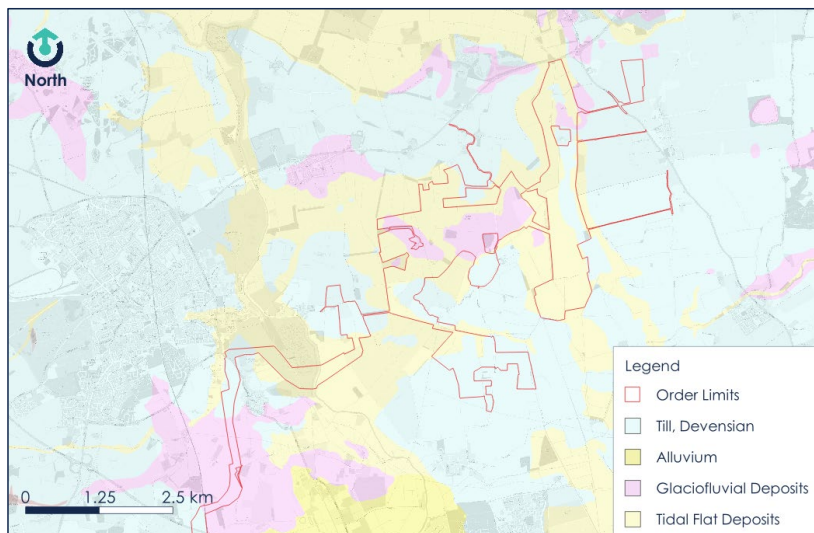 North
Legend
Order Limits
Till, Devensian
Alluvium
Glaciofluvial Deposits
Tidal Flat Deposits
0 1.25 2.5 km